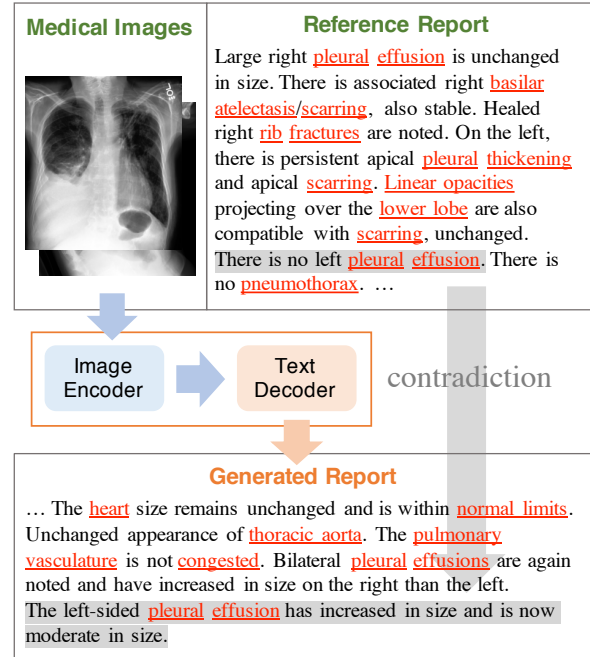 Medical Images
Reference Report
Large right pleural effusion is unchanged
in size. There is associated right basilar
atelectasis/scarring, also stable. Healed
right rib fractures are noted. On the left,
there is persistent apical pleural thickening
and apical scarring. Linear opacities
projecting over the lower lobe are also
compatible with scarring, unchanged.
There is no left pleural effusion. There is
no pneumothorax. …
Image
Encoder
Text
Decoder
contradiction
Generated Report
… The heart size remains unchanged and is within normal limits.
Unchanged appearance of thoracic aorta. The pulmonary
vasculature is not congested. Bilateral pleural effusions are again
noted and have increased in size on the right than the left.
The left-sided pleural effusion has increased in size and is now
moderate in size.